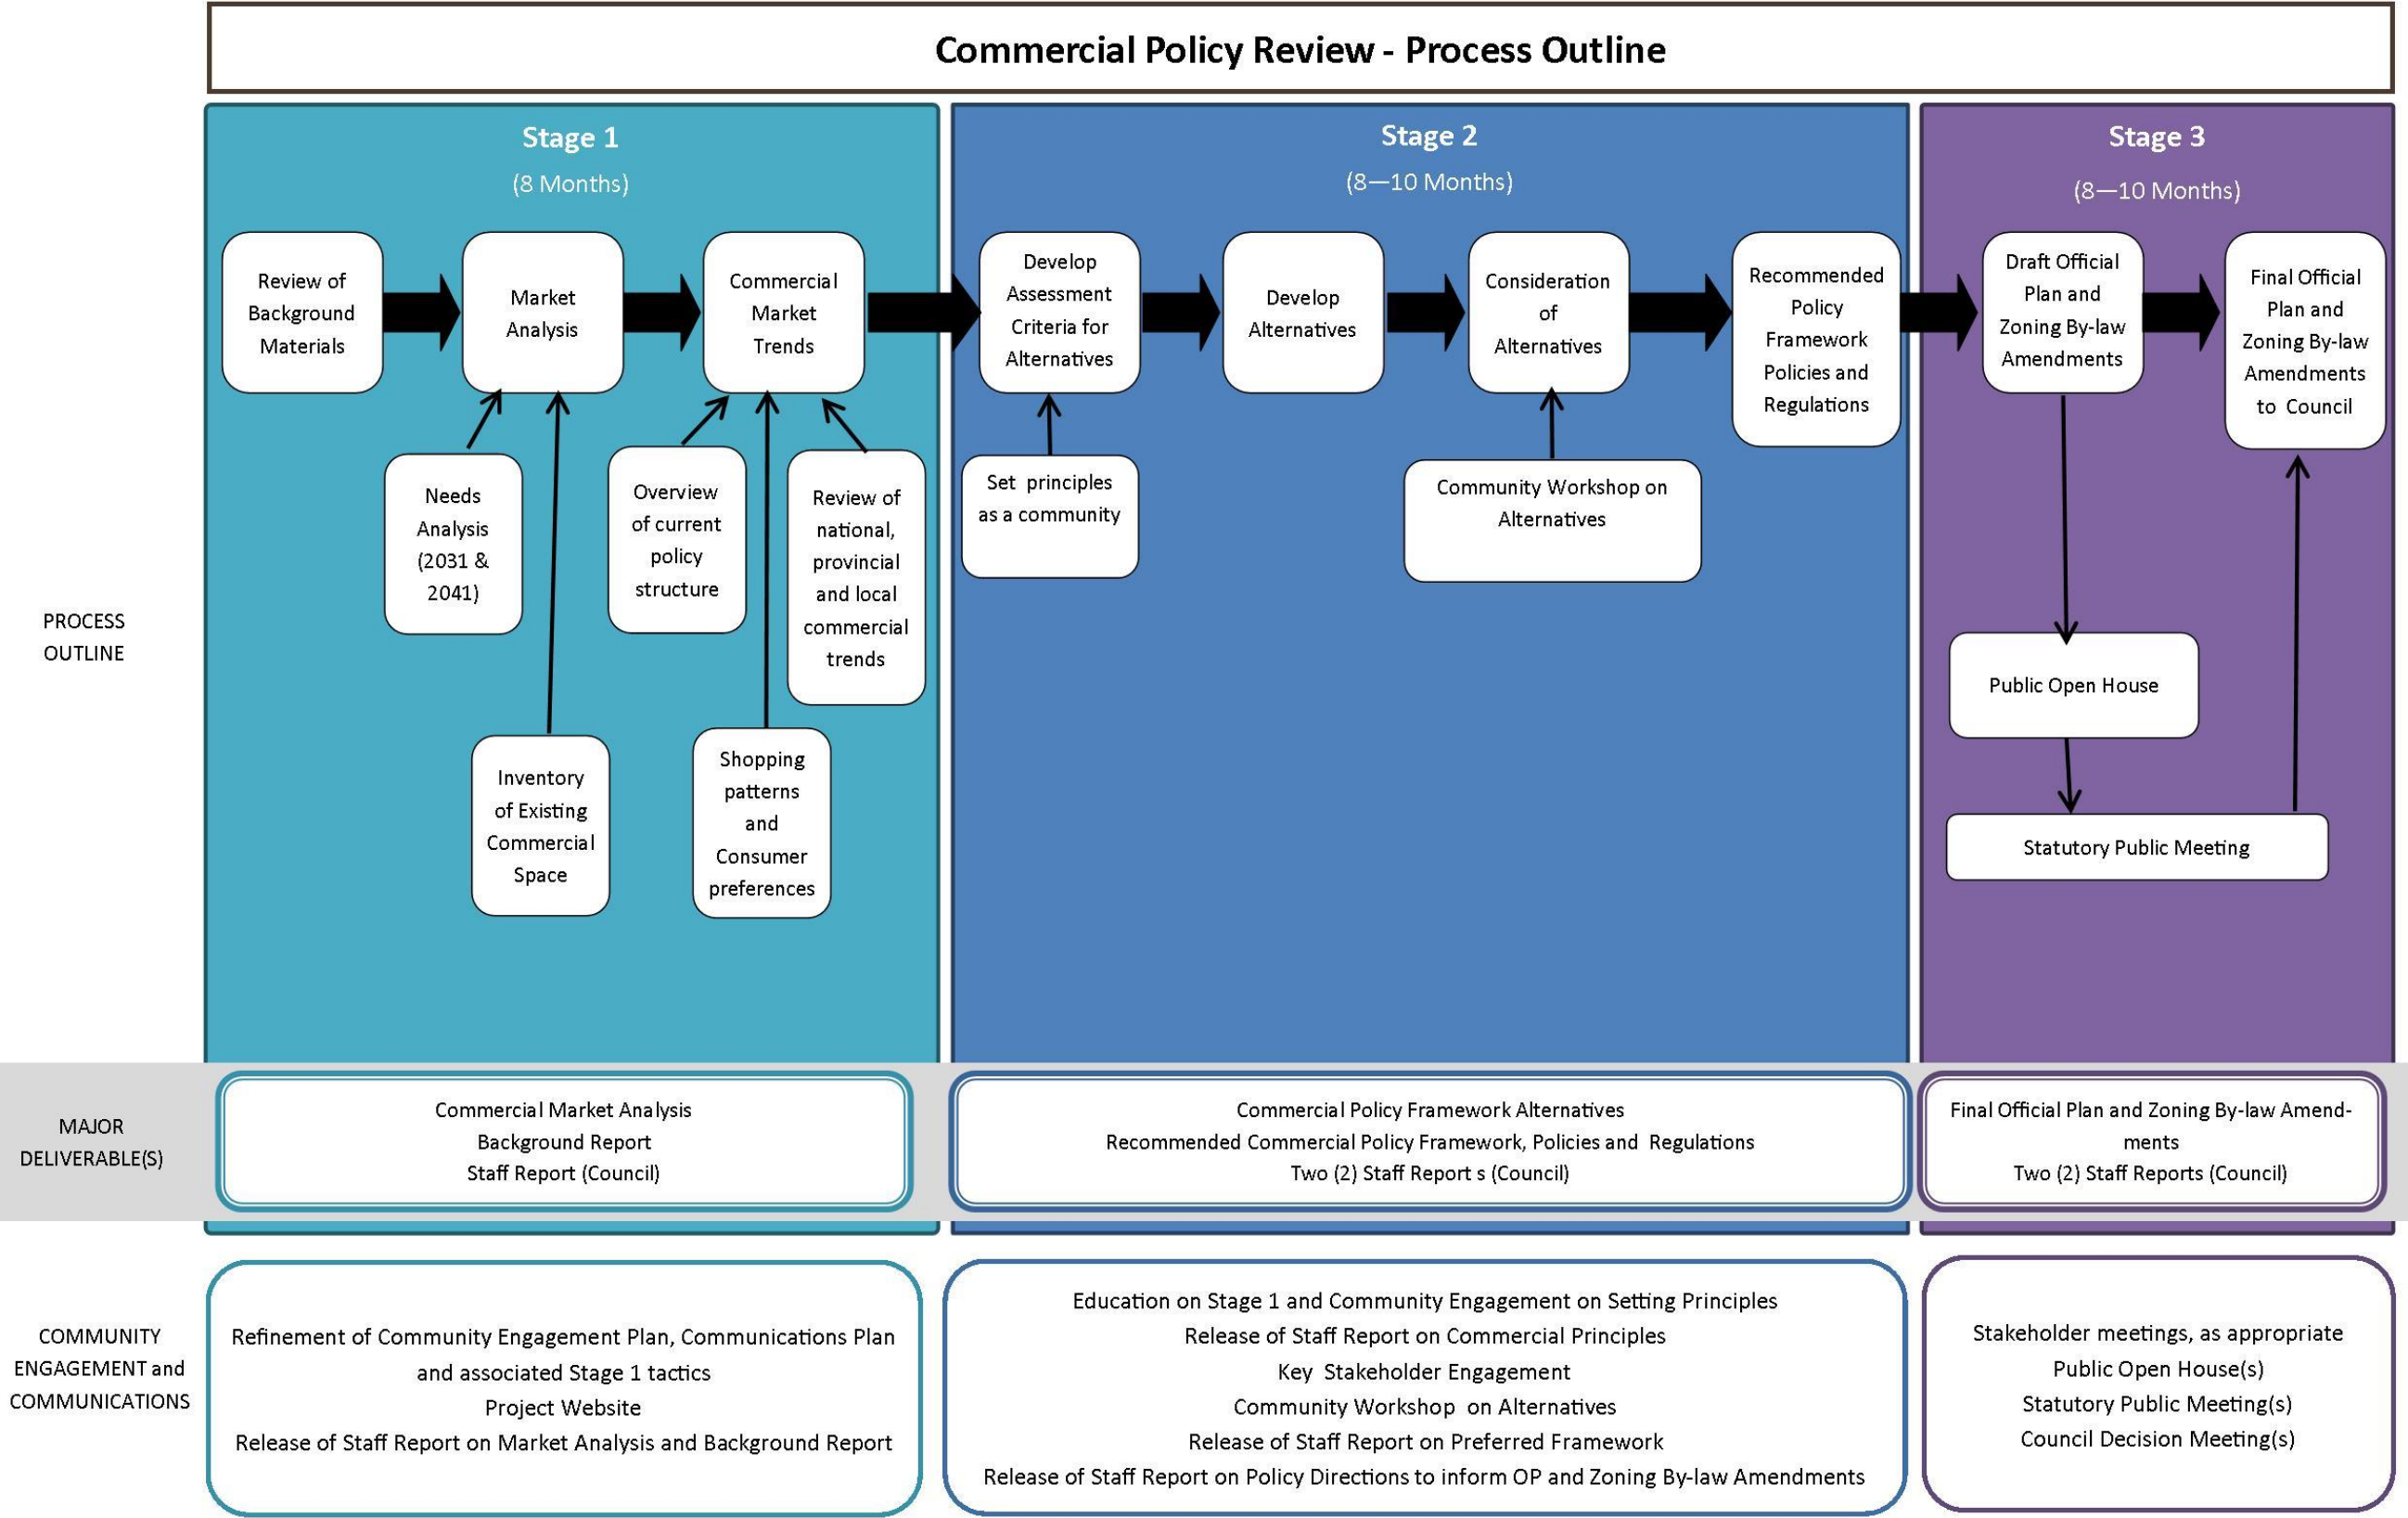 Commercial Policy Review - Process Outline
Stage 1
(8 Months)
Review of
Background
Materials
Market
Analysis
Commercial
Market
Trends
Needs
Analysis
(2031 &
2041)
Overview
of current
policy
structure
Review of
national,
provincial
and local
commercial
trends
Inventory
of Existing
Commercial
Space
Shopping
patterns
and
Consumer
preferences
Stage 2
(8—10 Months)
Develop
Assessment
Criteria for
Alternatives
Develop
Alternatives
Consideration
of
Alternatives
Recommended
Policy
Framework
Policies and
Regulations
Set principles
as a community
Community Workshop on
Alternatives
Stage 3
(8—10 Months)
Draft Official
Plan and
Zoning By-law
Amendments
Final Official
Plan and
Zoning By-law
Amendments
to Council
Public Open House
Statutory Public Meeting
PROCESS
OUTLINE
MAJOR
DELIVERABLE(S)
Commercial Market Analysis
Background Report
Staff Report (Council)
Commercial Policy Framework Alternatives
Recommended Commercial Policy Framework, Policies and Regulations
Two (2) Staff Report s (Council)
Final Official Plan and Zoning By-law Amend-
ments
Two (2) Staff Reports (Council)
COMMUNITY
ENGAGEMENT and
COMMUNICATIONS
Refinement of Community Engagement Plan, Communications Plan
and associated Stage 1 tactics
Project Website
Release of Staff Report on Market Analysis and Background Report
Education on Stage 1 and Community Engagement on Setting Principles
Release of Staff Report on Commercial Principles
Key Stakeholder Engagement
Community Workshop on Alternatives
Release of Staff Report on Preferred Framework
Release of Staff Report on Policy Directions to inform OP and Zoning By-law Amendments
Stakeholder meetings, as appropriate
Public Open House(s)
Statutory Public Meeting(s)
Council Decision Meeting(s)